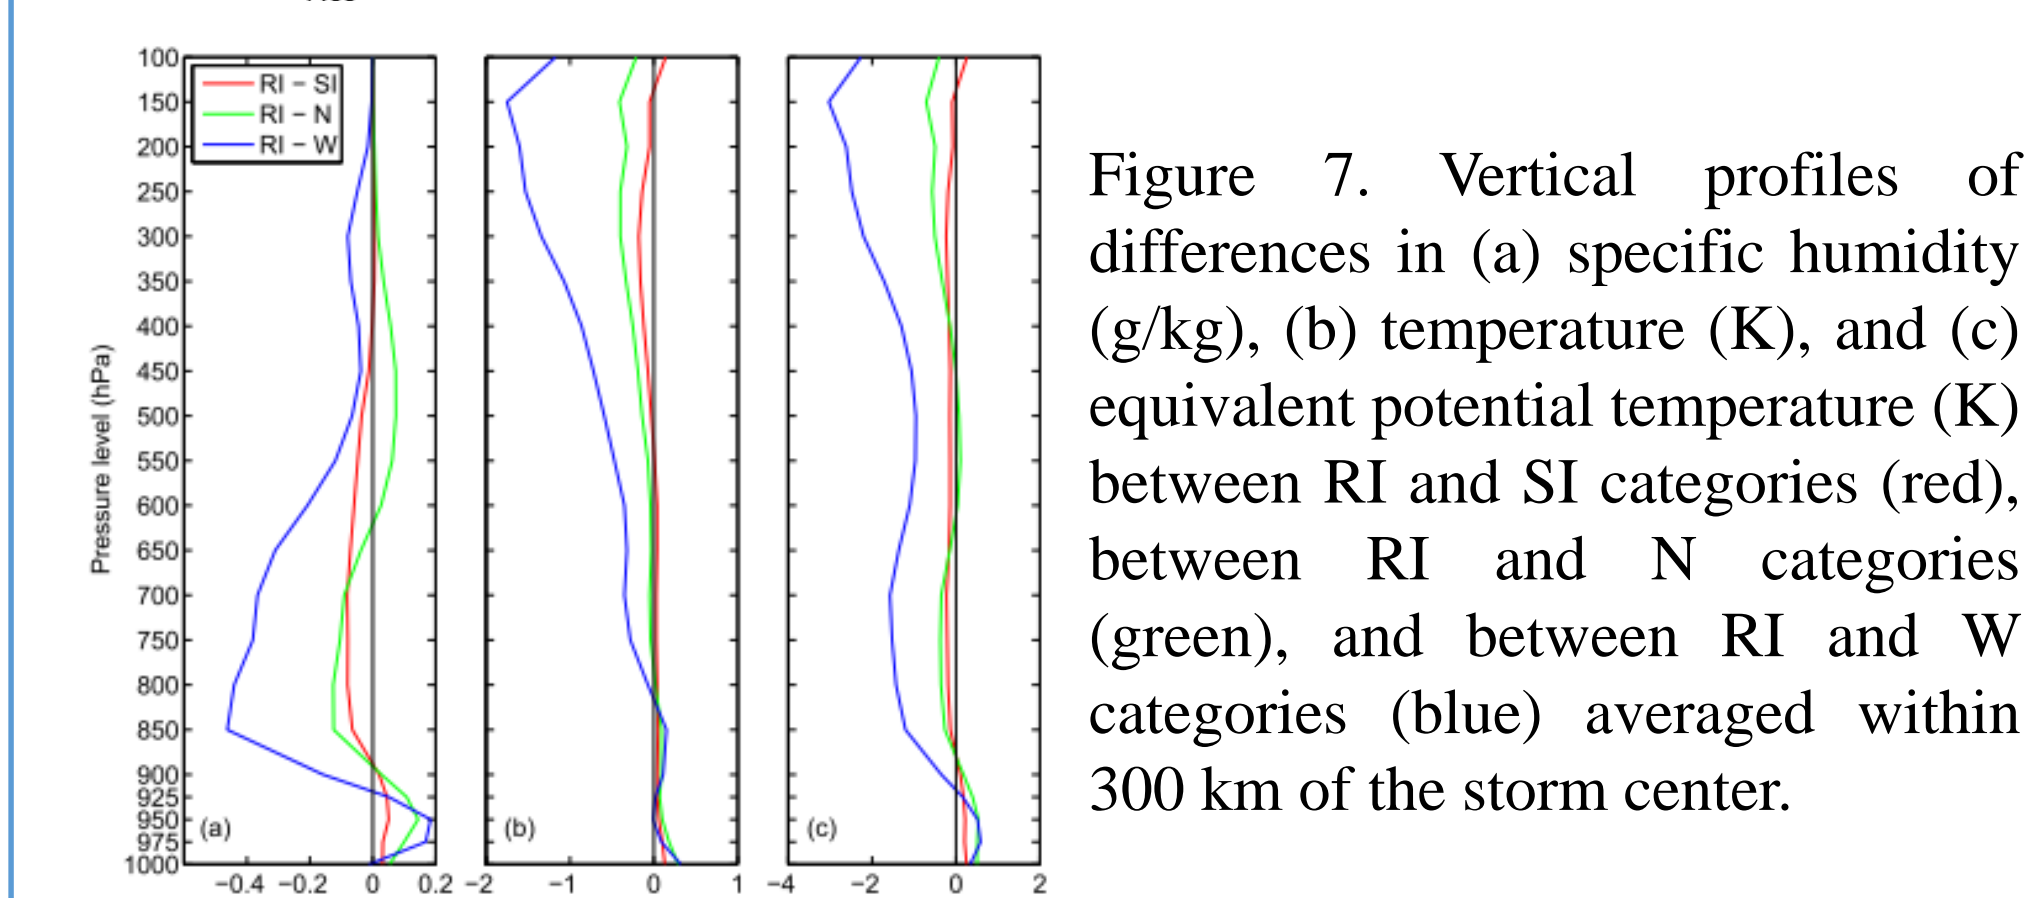 100
150
200
250
300
350
400
450
500
550
600
650
700
750
800
850
900
925
950
975
1000
Pressure level (hPa)
RI − SI
RI − N
RI − W
(a)
(b)
(c)
−0.4 −0.2 0 0.2
−2 −1 0 1
−4 −2 0 2
Figure 7. Vertical profiles of
differences in (a) specific humidity
(g/kg), (b) temperature (K), and (c)
equivalent potential temperature (K)
between RI and SI categories (red),
between RI and N categories
(green), and between RI and W
categories (blue) averaged within
300 km of the storm center.